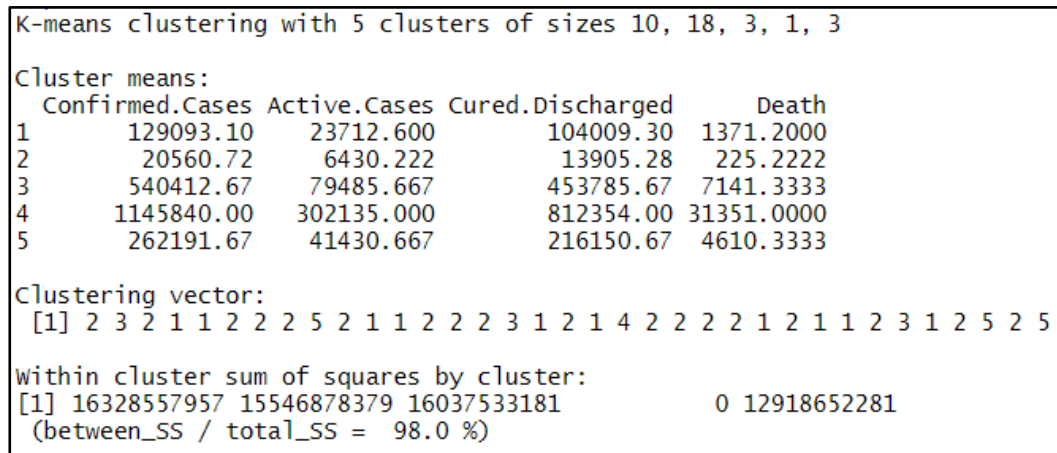 K-means clustering with 5 clusters of sizes 10, 18, 3, 1, 3
Cluster means:
  Confirmed.Cases Active.Cases Cured.Discharged      Death
1       129093.10    23712.600        104009.30  1371.2000
2        20560.72     6430.222         13905.28   225.2222
3       540412.67    79485.667        453785.67  7141.3333
4      1145840.00   302135.000        812354.00 31351.0000
5       262191.67    41430.667        216150.67  4610.3333
Clustering vector:
 [1] 2 3 2 1 1 2 2 2 5 2 1 1 2 2 2 3 1 2 1 4 2 2 2 2 1 2 1 1 2 3 1 2 5 2 5
Within cluster sum of squares by cluster:
[1] 16328557957 15546878379 16037533181           0 12918652281
 (between_SS / total_SS =  98.0 %)